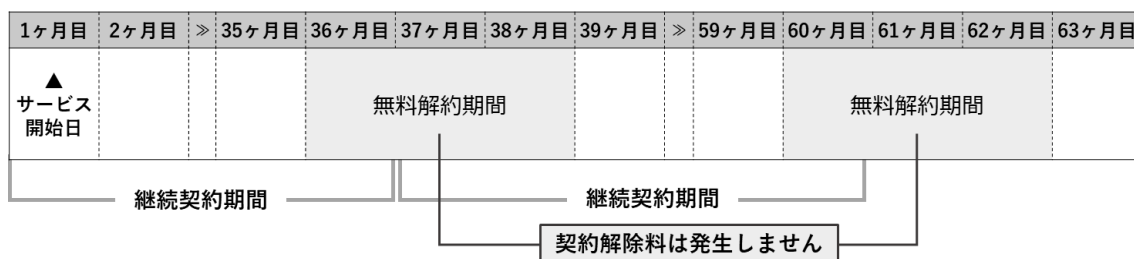 1ヶ月目 2ヶ月目 ≫ 35ヶ月目 36ヶ月目 37ヶ月目 38ヶ月目 39ヶ月目 ≫ 59ヶ月目 60ヶ月目 61ヶ月目 62ヶ月目 63ヶ月目
▲
サービス
開始日
無料解約期間 無料解約期間
継続契約期間 継続契約期間
契約解除料は発生しません